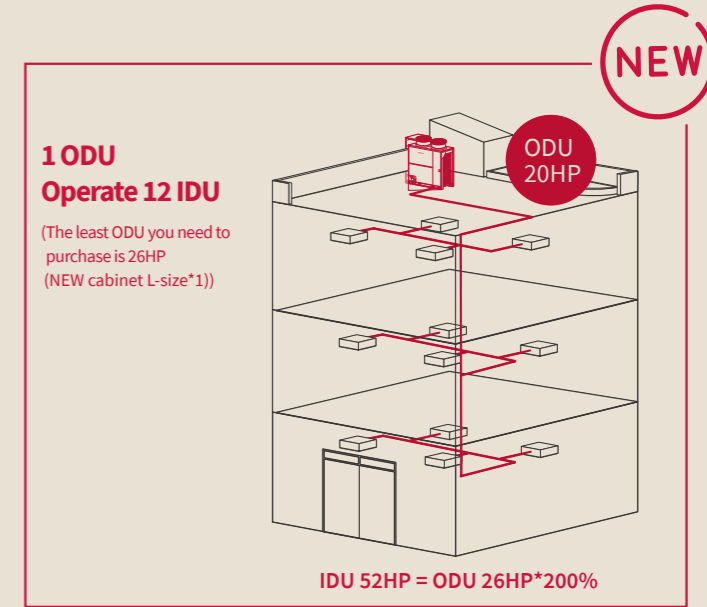 NEW
1 ODU
Operate 12 IDU
(The least ODU you need to
purchase is 26HP
(NEW cabinet L-size*1))
ODU
20HP
IDU 52HP = ODU 26HP*200%